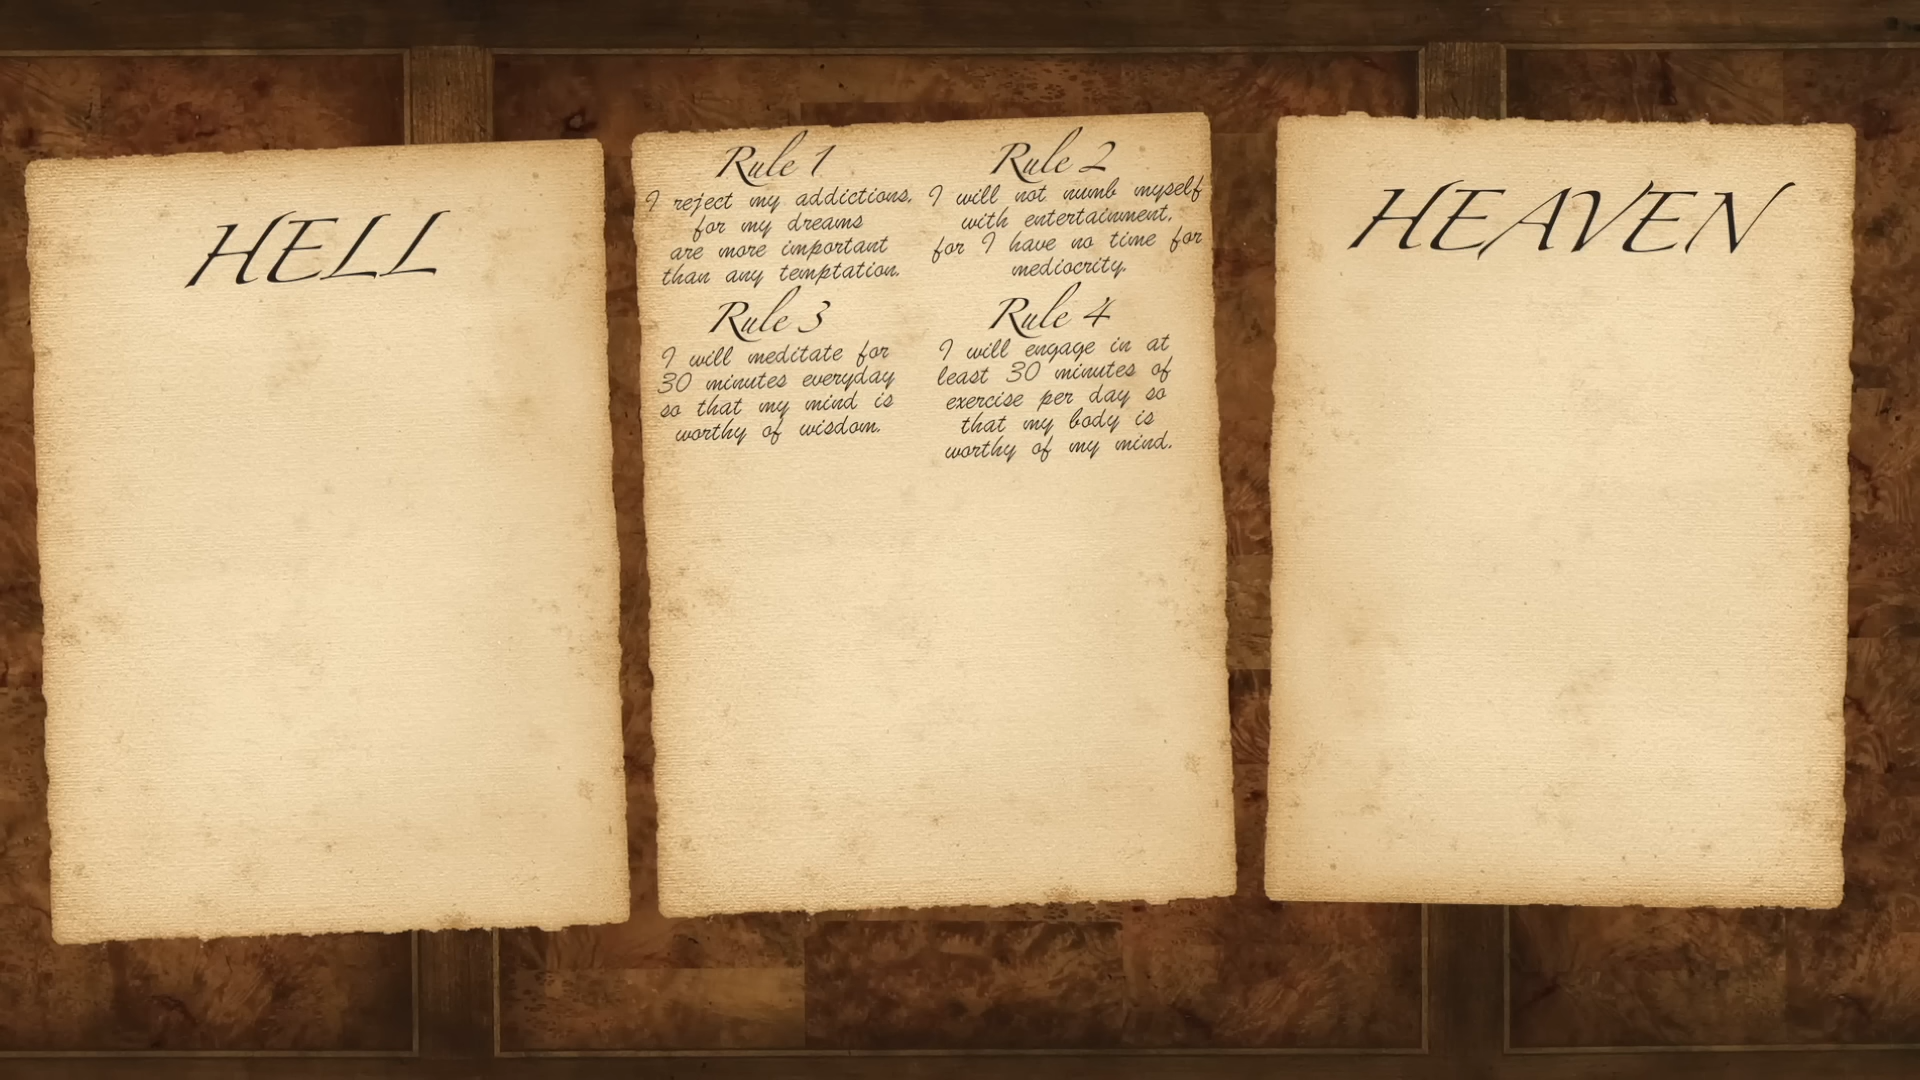 HELL
Rule 1
I reject my addictions,
for my dreams
are more important
than any temptation.
Rule 2
I will not numb myself
with entertainment,
for I have no time for
mediocrity.
Rule 3
I will meditate for
30 minutes everyday
so that my mind is
worthy of wisdom.
Rule 4
I will engage in at
least 30 minutes of
exercise per day so
that my body is
worthy of my mind.
HEAVEN